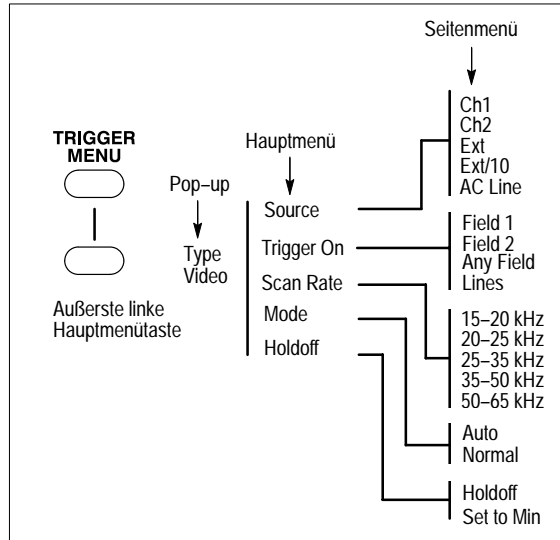 Seitenmenü
Ch1
Ch2
Ext
Ext/10
AC Line
TRIGGER
MENU
Hauptmenü
Pop–up
Source
Type
Video
Trigger On
Scan Rate
Mode
Holdoff
Field 1
Field 2
Any Field
Lines
Außerste linke
Hauptmenütaste
15–20 kHz
20–25 kHz
25–35 kHz
35–50 kHz
50–65 kHz
Auto
Normal
Holdoff
Set to Min